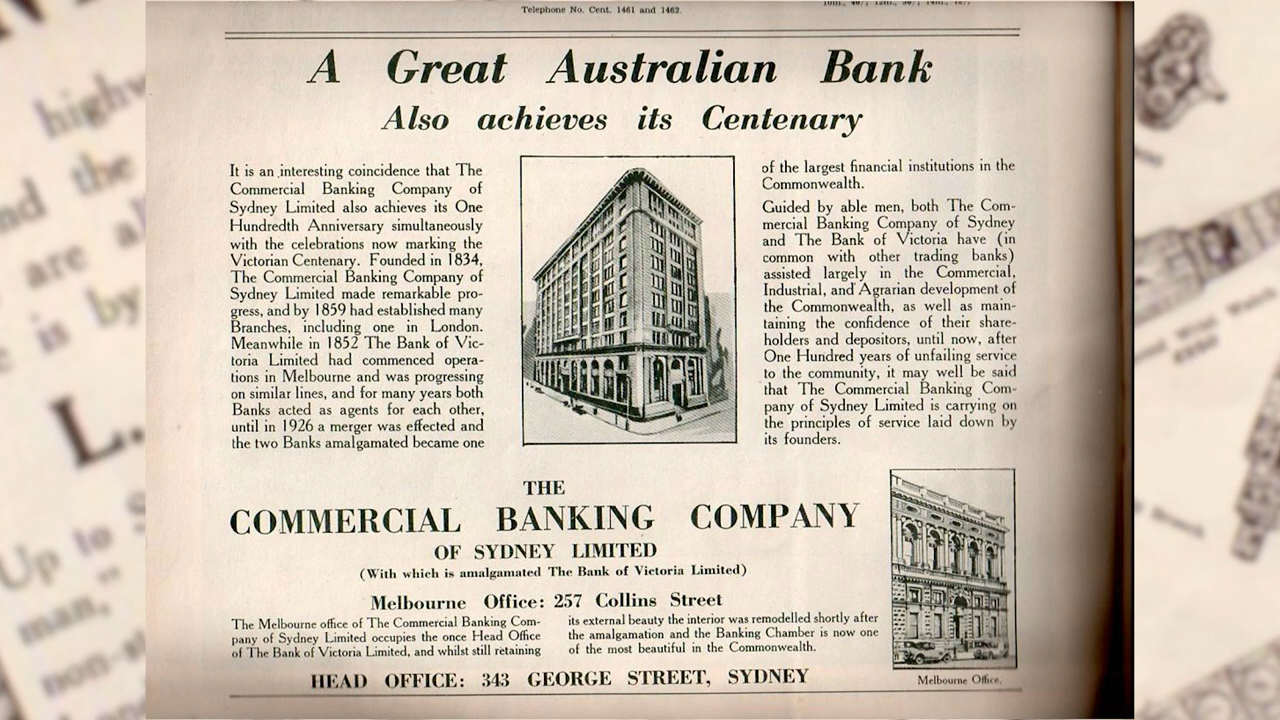 Telephone No. Cent. 1461 and 1462.
A Great Australian Bank
Also achieves its Centenary
It is an interesting coincidence that The
Commercial Banking Company of
Sydney Limited also achieves its One
Hundredth Anniversary simultaneously
with the celebrations now marking the
Victorian Centenary. Founded in 1834,
The Commercial Banking Company of
Sydney Limited made remarkable pro-
gress, and by 1859 had established many
Branches, including one in London.
Meanwhile in 1852 The Bank of Vic-
toria Limited had commenced opera-
tions in Melbourne and was progressing
on similar lines, and for many years both
Banks acted as agents for each other,
until in 1926 a merger was effected and
the two Banks amalgamated became one
of the largest financial institutions in the
Commonwealth.
Guided by able men, both The Com-
mercial Banking Company of Sydney
and The Bank of Victoria have (in
common with other trading banks)
assisted largely in the Commercial,
Industrial, and Agrarian development of
the Commonwealth, as well as main-
taining the confidence of their share-
holders and depositors, until now, after
One Hundred years of unfailing service
to the community, it may well be said
that The Commercial Banking Com-
pany of Sydney Limited is carrying on
the principles of service laid down by
its founders.
THE
COMMERCIAL BANKING COMPANY
OF SYDNEY LIMITED
(With which is amalgamated The Bank of Victoria Limited)
Melbourne Office: 257 Collins Street
The Melbourne office of The Commercial Banking Com-
pany of Sydney Limited occupies the once Head Office
of The Bank of Victoria Limited, and whilst still retaining
its external beauty the interior was remodelled shortly after
the amalgamation and the Banking Chamber is now one
of the most beautiful in the Commonwealth.
HEAD OFFICE: 343 GEORGE STREET, SYDNEY
Melbourne Office.
highw
nd the
are al
is by
L.
Up to S
man,"
non-s